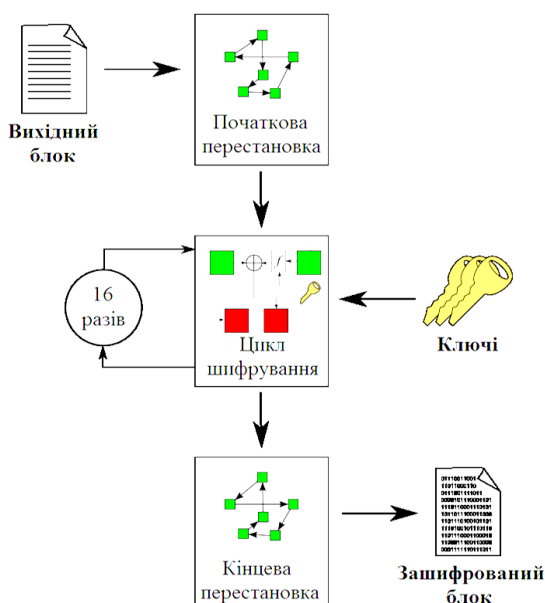 Вихідний
блок
Початкова
перестановка
f
16
разів
Цикл
шифрування
Ключі
Кінцева
перестановка
Зашифрований
блок